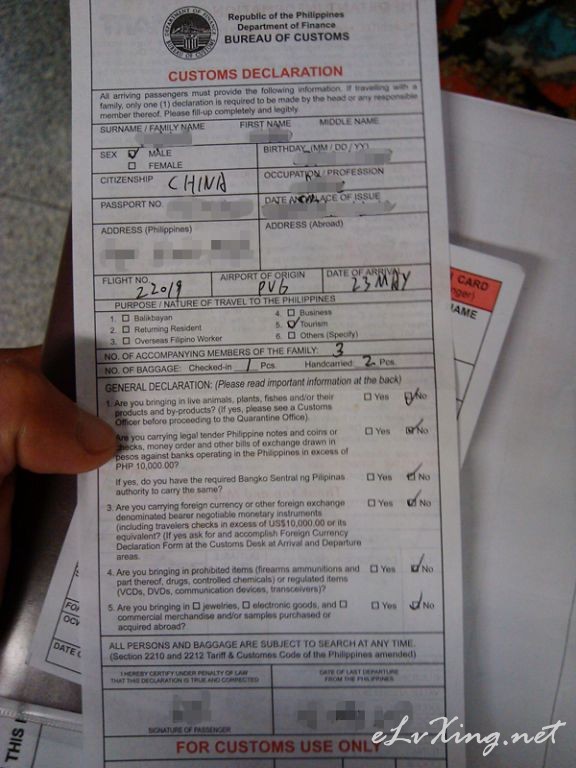 Republic of the Philippines
Department of Finance
BUREAU OF CUSTOMS
CUSTOMS DECLARATION
All arriving passengers must provide the following information. If travelling with a
family, only one (1) declaration is required to be made by the head or any responsible
member thereof. Please fill-up completely and legibly.
SURNAME / FAMILY NAME FIRST NAME MIDDLE NAME
SEX MALE BIRTHDAY (MM / DD / YY)
FEMALE
CITIZENSHIP CHINA OCCUPATION / PROFESSION
PASSPORT NO. DATE AND PLACE OF ISSUE
ADDRESS (Philippines) ADDRESS (Abroad)
FLIGHT NO. AIRPORT OF ORIGIN DATE OF ARRIVAL
22019 PVG 23 MAY
PURPOSE / NATURE OF TRAVEL TO THE PHILIPPINES
1. Balikbayan 4. Business
2. Returning Resident 5. Tourism
3. Overseas Filipino Worker 6. Others (Specify)
NO. OF ACCOMPANYING MEMBERS OF THE FAMILY: 3
NO. OF BAGGAGE: Checked-in 1 Pcs. Handcarried 2 Pcs.
GENERAL DECLARATION: (Please read important information at the back)
1. Are you bringing in live animals, plants, fishes and/or their Yes No
products and by-products? (If yes, please see a Customs
Officer before proceeding to the Quarantine Office).
Are you carrying legal tender Philippine notes and coins or Yes No
checks, money order and other bills of exchange drawn in
pesos against banks operating in the Philippines in excess of
PHP 10,000.00?
If yes, do you have the required Bangko Sentral ng Pilipinas Yes No
authority to carry the same?
3. Are you carrying foreign currency or other foreign exchange Yes No
denominated bearer negotiable monetary instruments
(including travelers checks in excess of US$10,000.00 or its
equivalent? (If yes ask for and accomplish Foreign Currency
Declaration Form at the Customs Desk at Arrival and Departure
areas.
4. Are you bringing in prohibited items (firearms ammunitions and Yes No
part thereof, drugs, controlled chemicals) or regulated items
(VCDs, DVDs, communication devices, transceivers)?
5. Are you bringing in jewelries, electronic goods, and Yes No
commercial merchandise and/or samples purchased or
acquired abroad?
ALL PERSONS AND BAGGAGE ARE SUBJECT TO SEARCH AT ANY TIME.
(Section 2210 and 2212 Tariff & Customes Code of the Philippines amended)
I HEREBY CERTIFY UNDER PENALTY OF LAW DATE OF LAST DEPARTURE
THAT THIS DECLARATION IS TRUE AND CORRECTED FROM THE PHILIPPINES
SIGNATURE OF PASSENGER
FOR CUSTOMS USE ONLY
CARD
nger)
AME
FO
OC
DATE
THIS
eLvXing.net